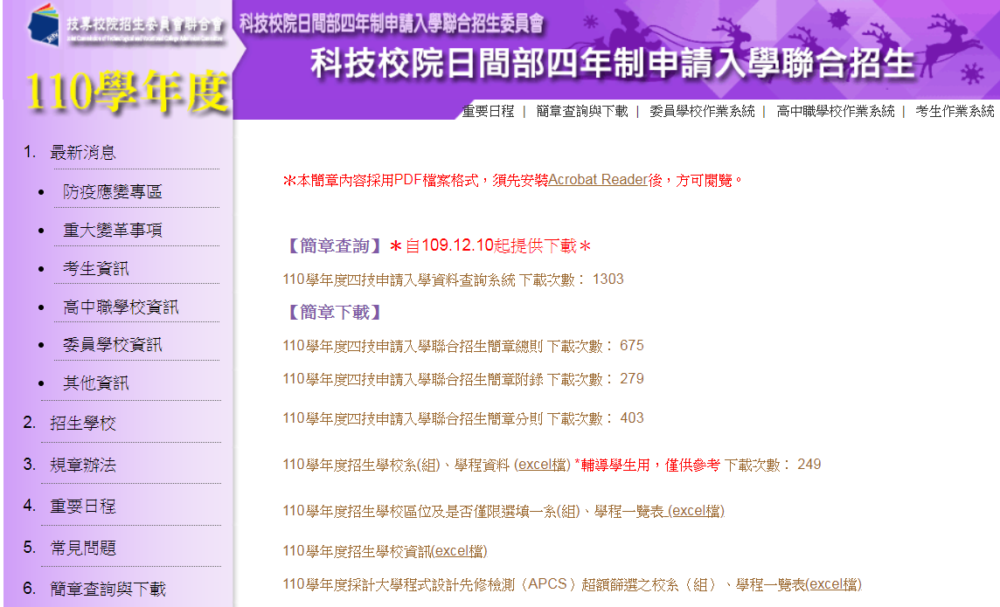 技專校院招生委員會聯合會
Joint Commission of Technological and Vocational College Admission Committee
科技校院日間部四年制申請入學聯合招生委員會
科技校院日間部四年制申請入學聯合招生
110學年度
重要日程 | 簡章查詢與下載 | 委員學校作業系統 | 高中職學校作業系統 | 考生作業系統
1. 最新消息
• 防疫應變專區
• 重大變革事項
• 考生資訊
• 高中職學校資訊
• 委員學校資訊
• 其他資訊
2. 招生學校
3. 規章辦法
4. 重要日程
5. 常見問題
6. 簡章查詢與下載
＊本簡章內容採用PDF檔案格式，須先安裝Acrobat Reader後，方可閱覽。
【簡章查詢】＊自109.12.10起提供下載＊
110學年度四技申請入學資料查詢系統 下載次數： 1303
【簡章下載】
110學年度四技申請入學聯合招生簡章總則 下載次數： 675
110學年度四技申請入學聯合招生簡章附錄 下載次數： 279
110學年度四技申請入學聯合招生簡章分則 下載次數： 403
110學年度招生學校系(組)、學程資料 (excel檔) *輔導學生用，僅供參考 下載次數： 249
110學年度招生學校區位及是否僅限選填一系(組)、學程一覽表 (excel檔)
110學年度招生學校資訊(excel檔)
110學年度採計大學程式設計先修檢測（APCS）超額篩選之校系（組）、學程一覽表(excel檔)